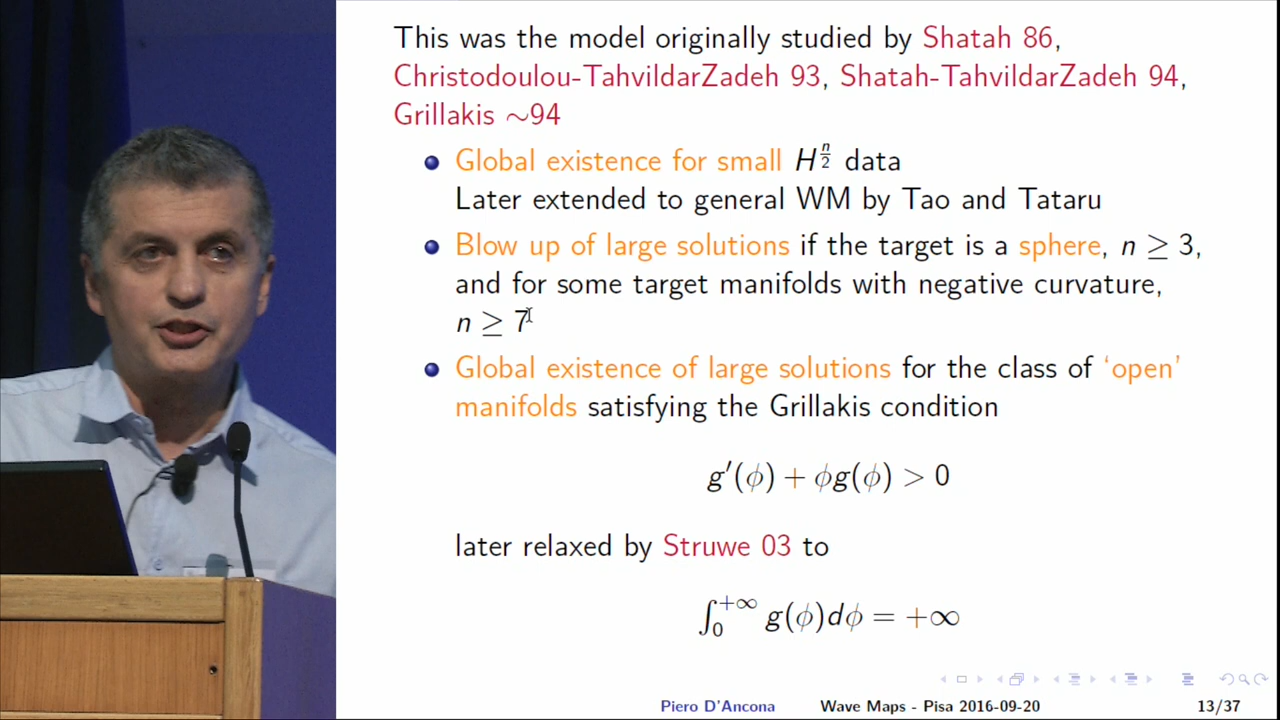 This was the model originally studied by Shatah 86,
Christodoulou-TahvildarZadeh 93, Shatah-TahvildarZadeh 94,
Grillakis ∼94
Global existence for small H^{n/2} data
Later extended to general WM by Tao and Tataru
Blow up of large solutions if the target is a sphere, n ≥ 3,
and for some target manifolds with negative curvature,
n ≥ 7
Global existence of large solutions for the class of ‘open’
manifolds satisfying the Grillakis condition
g′(ϕ) + ϕg(ϕ) > 0
later relaxed by Struwe 03 to
∫_0^{+∞} g(ϕ)dϕ = +∞
Piero D'Ancona Wave Maps - Pisa 2016-09-20 13/37